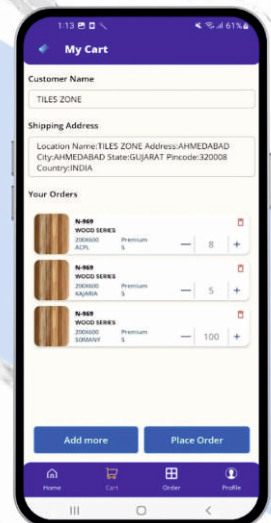 1:13 61%
My Cart
Customer Name
TILES ZONE
Shipping Address
Location Name:TILES ZONE Address:AHMEDABAD
City:AHMEDABAD State:GUJARAT Pincode:320008
Country:INDIA
Your Orders
N-969
WOOD SERIES
200X600 Premium
ACPL S
— 8 +
N-969
WOOD SERIES
200X600 Premium
KAJARIA S
— 5 +
N-969
WOOD SERIES
200X600 Premium
SOMANY S
— 100 +
Add more Place Order
Home Cart Order Profile